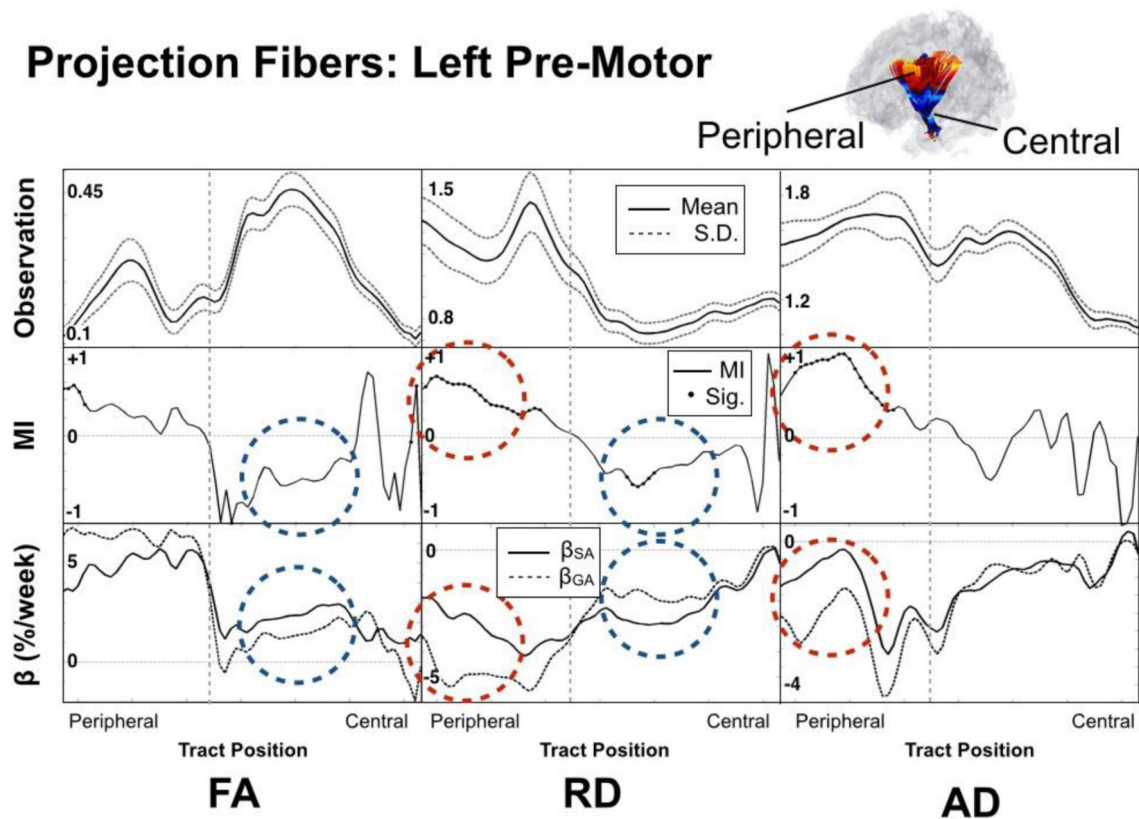 Projection Fibers: Left Pre-Motor
Peripheral
Central
Observation
0.45
0.1
1.5
0.8
Mean
S.D.
1.8
1.2
MI
+1
0
-1
+1
0
-1
MI
Sig.
+1
0
-1
β (%/week)
5
0
0
-5
βSA
βGA
0
-4
Peripheral Central
Peripheral Central
Peripheral Central
Tract Position
Tract Position
Tract Position
FA
RD
AD